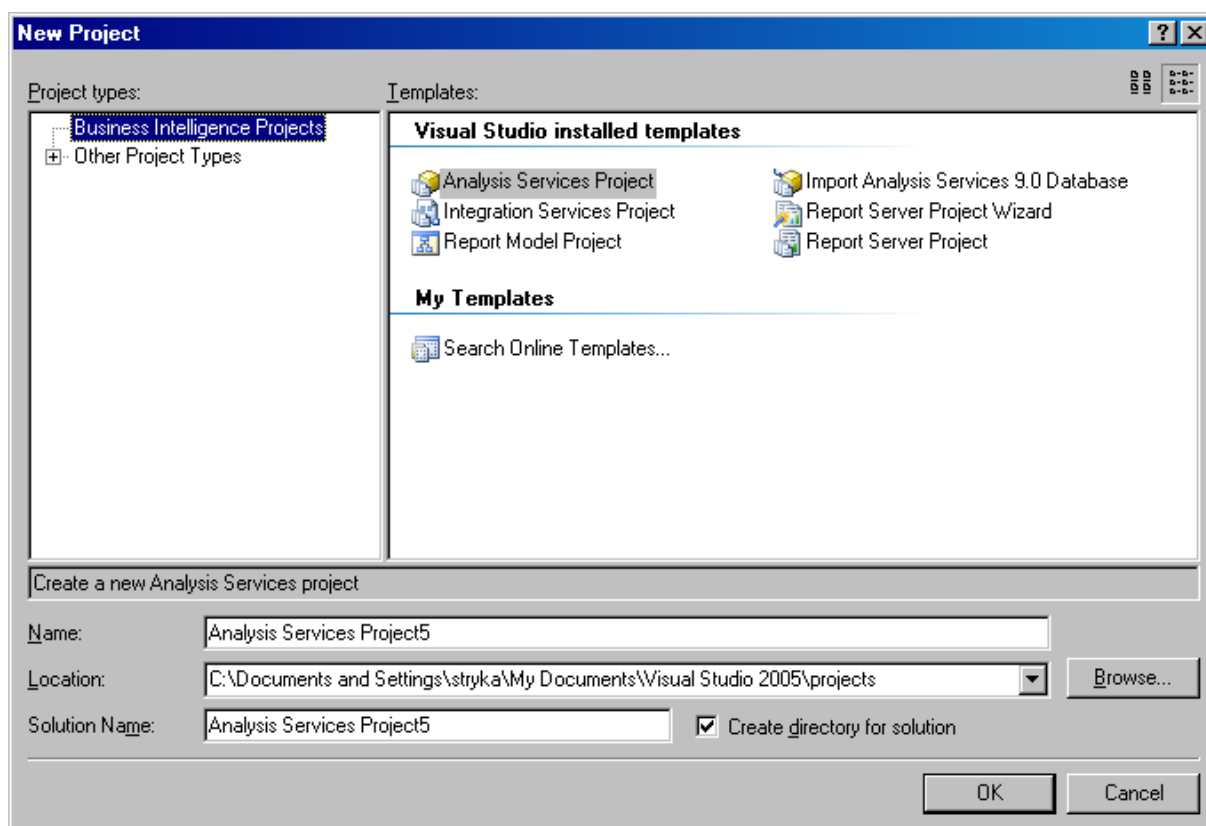 New Project
Project types:
Templates:
Business Intelligence Projects
Other Project Types
Visual Studio installed templates
Analysis Services Project
Import Analysis Services 9.0 Database
Integration Services Project
Report Server Project Wizard
Report Model Project
Report Server Project
My Templates
Search Online Templates...
Create a new Analysis Services project
Name:
Analysis Services Project5
Location:
C:\Documents and Settings\stryka\My Documents\Visual Studio 2005\projects
Browse...
Solution Name:
Analysis Services Project5
Create directory for solution
OK
Cancel